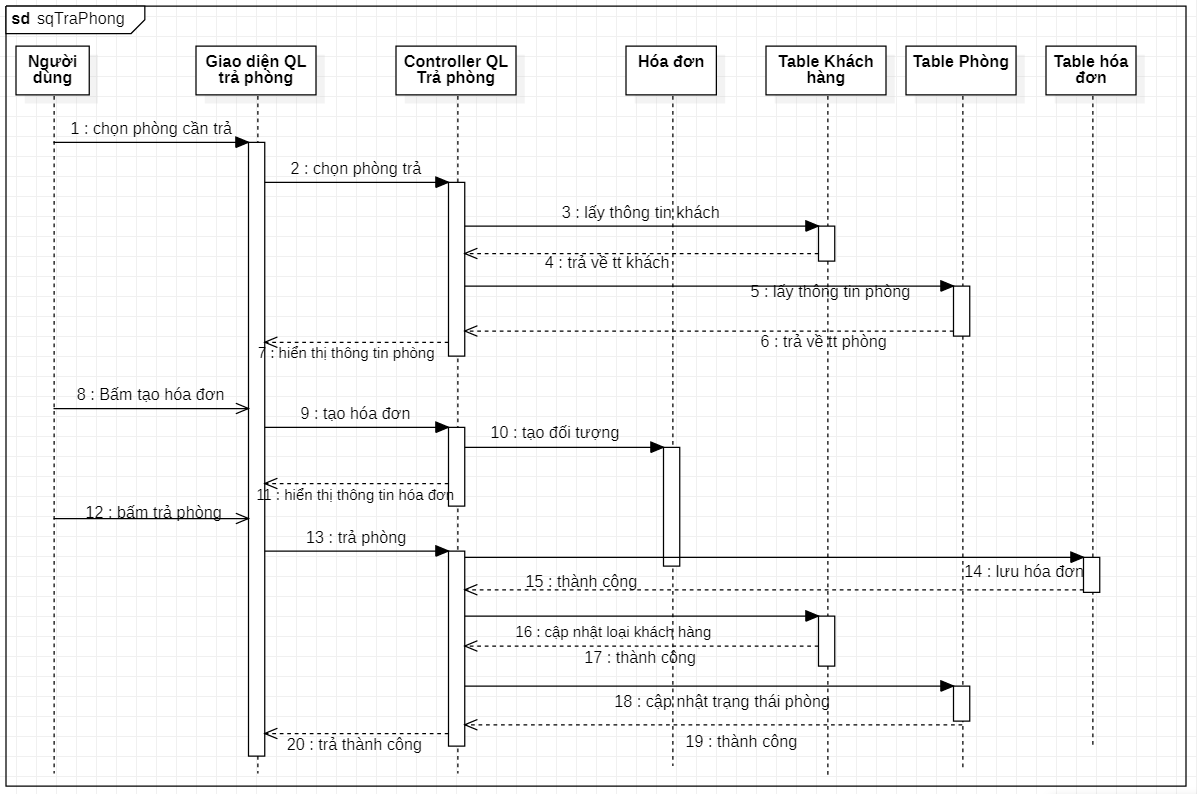 sd sqTraPhong
Người
dùng
Giao diện QL
trả phòng
Controller QL
Trả phòng
Hóa đơn
Table Khách
hàng
Table Phòng
Table hóa
đơn
1 : chọn phòng cần trả
2 : chọn phòng trả
3 : lấy thông tin khách
4 : trả về tt khách
5 : lấy thông tin phòng
6 : trả về tt phòng
7 : hiển thị thông tin phòng
8 : Bấm tạo hóa đơn
9 : tạo hóa đơn
10 : tạo đối tượng
11 : hiển thị thông tin hóa đơn
12 : bấm trả phòng
13 : trả phòng
14 : lưu hóa đơn
15 : thành công
16 : cập nhật loại khách hàng
17 : thành công
18 : cập nhật trạng thái phòng
19 : thành công
20 : trả thành công